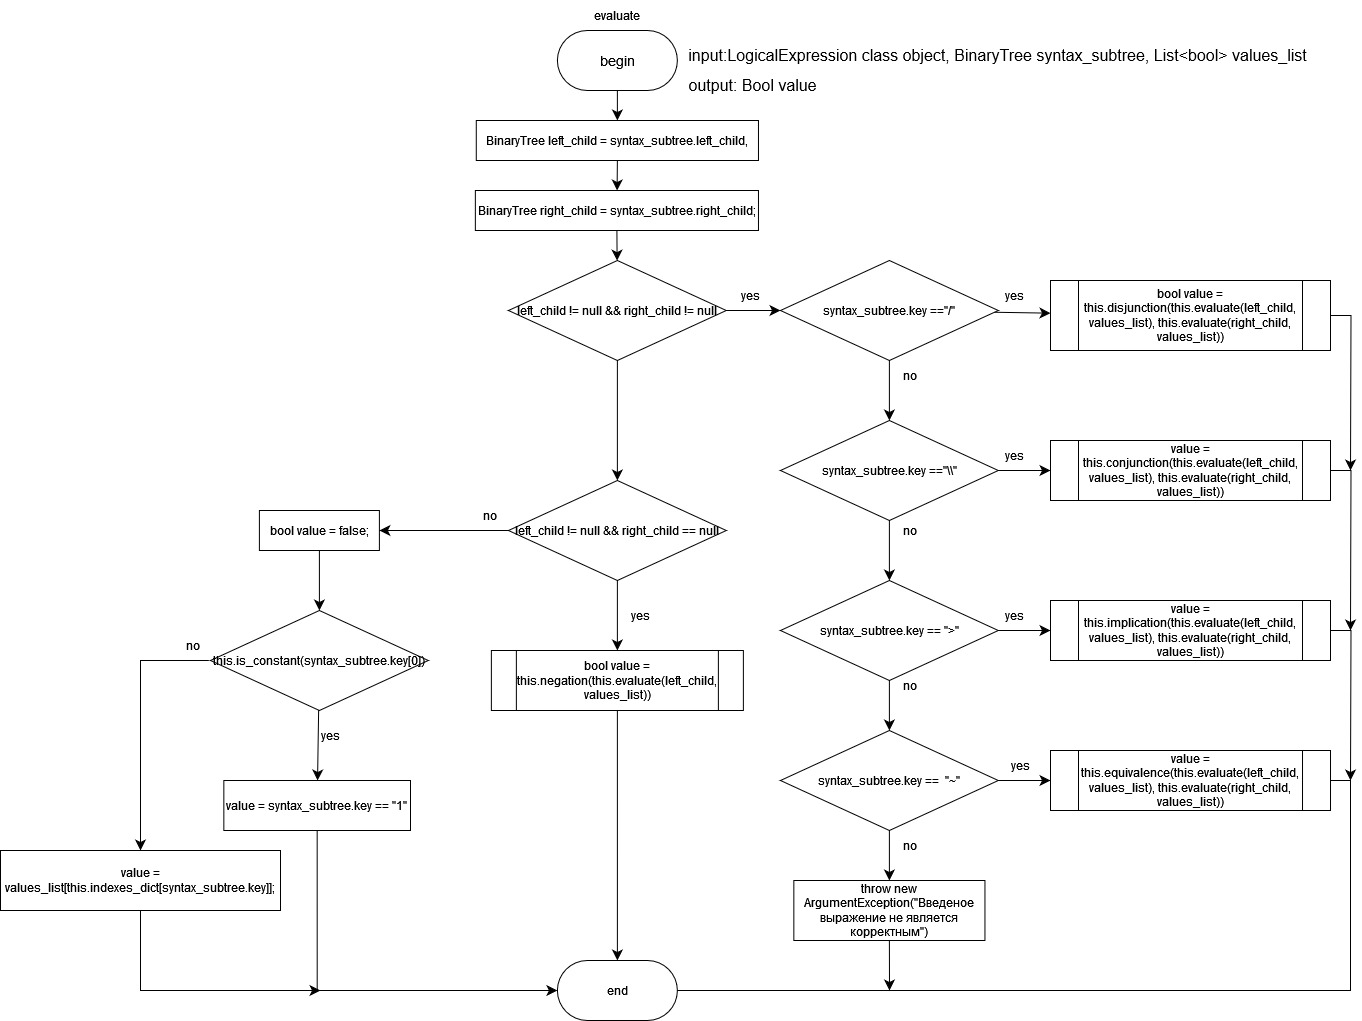 evaluate
begin
input:LogicalExpression class object, BinaryTree syntax_subtree, List<bool> values_list
output: Bool value
BinaryTree left_child = syntax_subtree.left_child,
BinaryTree right_child = syntax_subtree.right_child;
left_child != null && right_child != null
yes
syntax_subtree.key =="/"
yes
bool value =
this.disjunction(this.evaluate(left_child,
values_list), this.evaluate(right_child,
values_list))
no
syntax_subtree.key =="\\"
yes
value =
this.conjunction(this.evaluate(left_child,
values_list), this.evaluate(right_child,
values_list))
no
left_child != null && right_child == null
no
bool value = false;
yes
bool value =
this.negation(this.evaluate(left_child,
values_list))
syntax_subtree.key == ">"
yes
value =
this.implication(this.evaluate(left_child,
values_list), this.evaluate(right_child,
values_list))
no
this.is_constant(syntax_subtree.key[0])
no
yes
value = syntax_subtree.key == "1"
value =
values_list[this.indexes_dict[syntax_subtree.key]];
syntax_subtree.key == "~"
yes
value =
this.equivalence(this.evaluate(left_child,
values_list), this.evaluate(right_child,
values_list))
no
throw new
ArgumentException("Введеное
выражение не является
корректным")
end